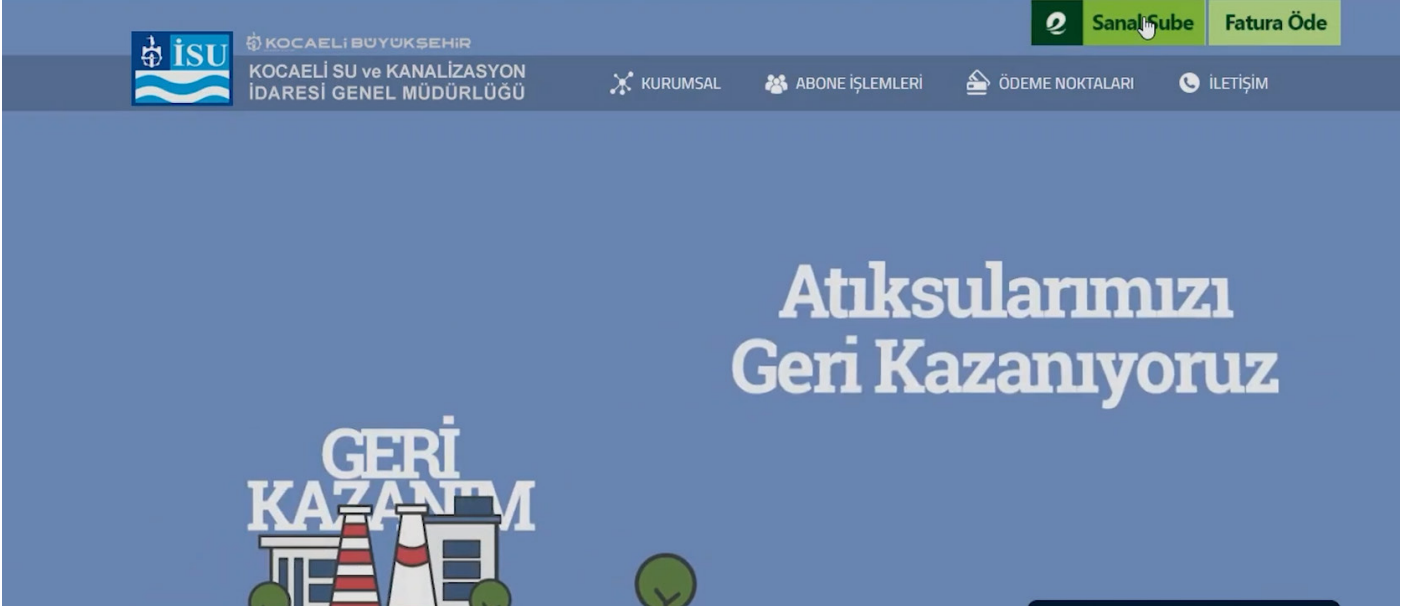 Sanal Şube
Fatura Öde
İSU
KOCAELİ BÜYÜKŞEHİR
KOCAELİ SU ve KANALİZASYON
İDARESİ GENEL MÜDÜRLÜĞÜ
KURUMSAL
ABONE İŞLEMLERİ
ÖDEME NOKTALARI
İLETİŞİM
Atıksularımızı
Geri Kazanıyoruz
GERİ
KAZANIM